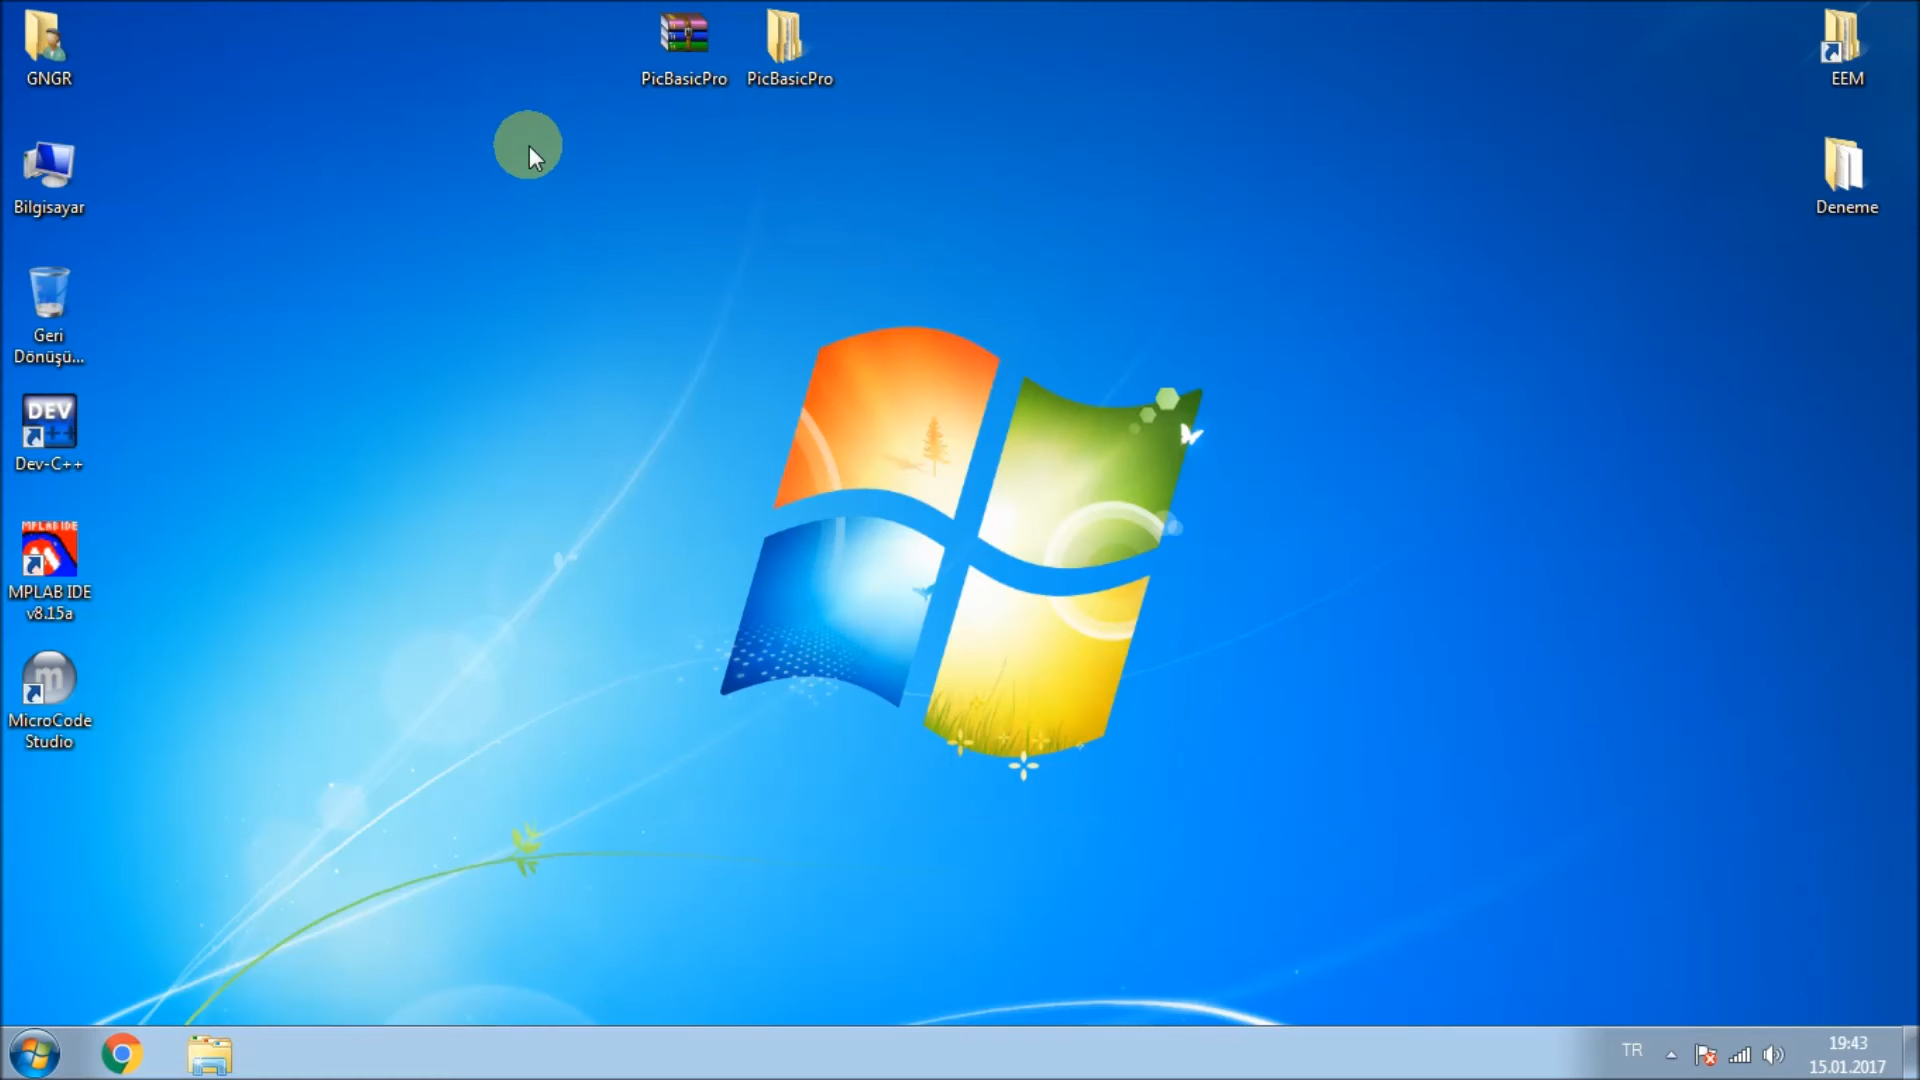 GNGR
PicBasicPro
PicBasicPro
EEM
Bilgisayar
Deneme
Geri
Dönüşü...
DEV
++
Dev-C++
MPLAB IDE
MPLAB IDE
v8.15a
m
MicroCode
Studio
TR
19:43
15.01.2017